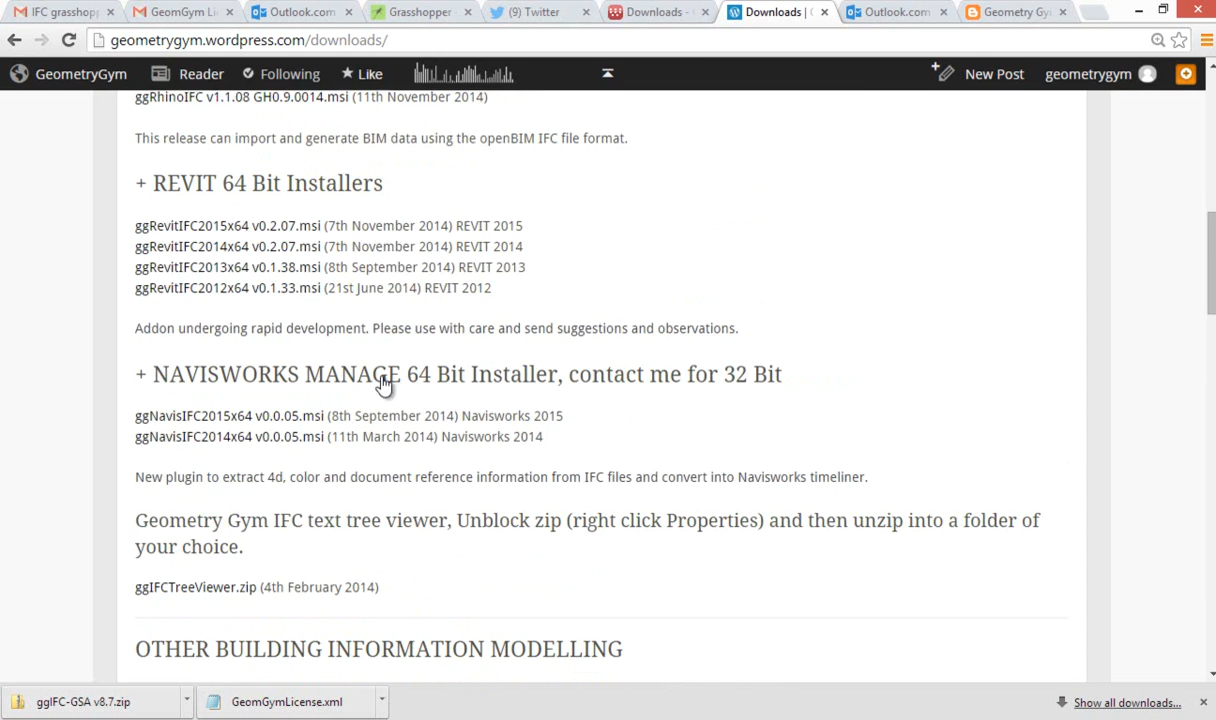 IFC grasshop
GeomGym Li
Outlook.com
Grasshopper
(9) Twitter
Downloads -
Downloads |
Outlook.com
Geometry Gy
geometrygym.wordpress.com/downloads/
GeometryGym
Reader
Following
Like
New Post
geometrygym
ggRhinoIFC v1.1.08 GH0.9.0014.msi (11th November 2014)
This release can import and generate BIM data using the openBIM IFC file format.
+ REVIT 64 Bit Installers
ggRevitIFC2015x64 v0.2.07.msi (7th November 2014) REVIT 2015
ggRevitIFC2014x64 v0.2.07.msi (7th November 2014) REVIT 2014
ggRevitIFC2013x64 v0.1.38.msi (8th September 2014) REVIT 2013
ggRevitIFC2012x64 v0.1.33.msi (21st June 2014) REVIT 2012
Addon undergoing rapid development. Please use with care and send suggestions and observations.
+ NAVISWORKS MANAGE 64 Bit Installer, contact me for 32 Bit
ggNavisIFC2015x64 v0.0.05.msi (8th September 2014) Navisworks 2015
ggNavisIFC2014x64 v0.0.05.msi (11th March 2014) Navisworks 2014
New plugin to extract 4d, color and document reference information from IFC files and convert into Navisworks timeliner.
Geometry Gym IFC text tree viewer, Unblock zip (right click Properties) and then unzip into a folder of
your choice.
ggIFCTreeViewer.zip (4th February 2014)
OTHER BUILDING INFORMATION MODELLING
ggIFC-GSA v8.7.zip
GeomGymLicense.xml
Show all downloads...